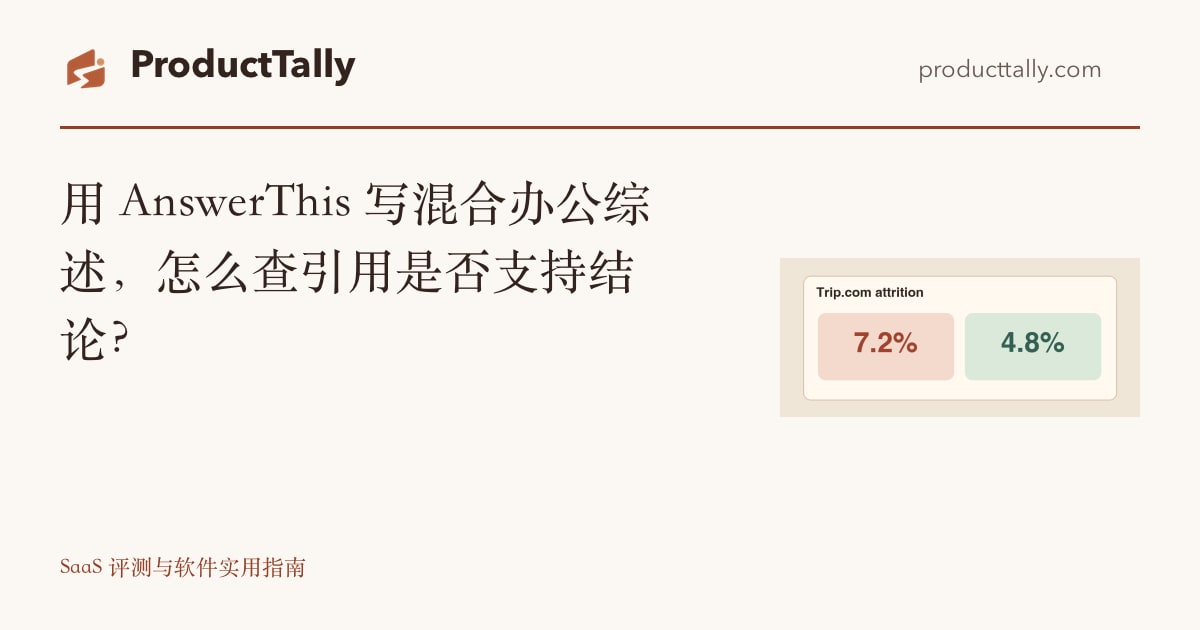 ProductTally
producttally.com
用 AnswerThis 写混合办公综
述，怎么查引用是否支持结
论？
Trip.com attrition
7.2%
4.8%
SaaS 评测与软件实用指南